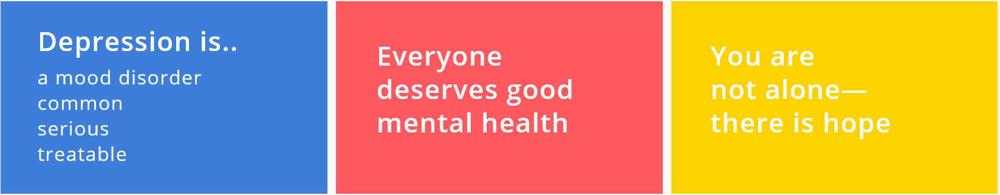 Depression is..
a mood disorder
common
serious
treatable
Everyone
deserves good
mental health
You are
not alone—
there is hope